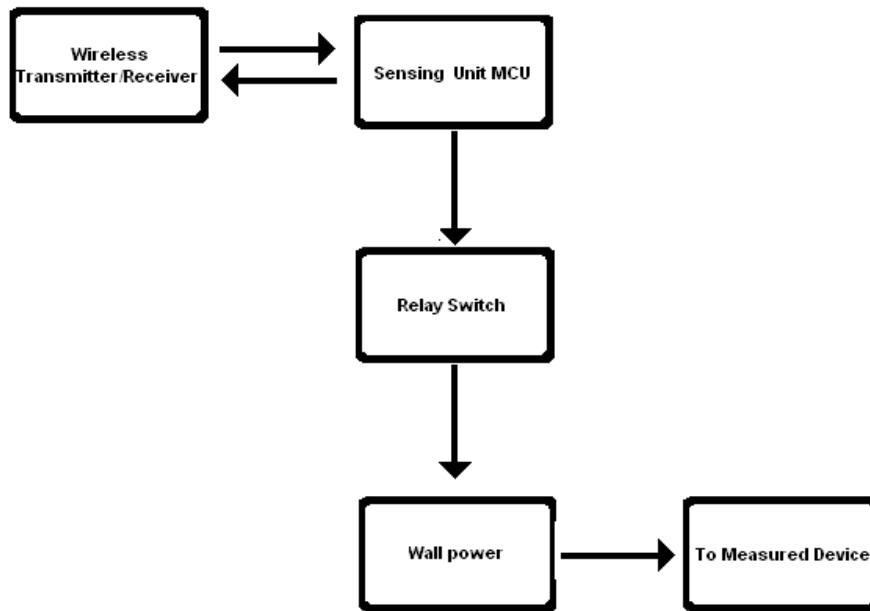 Wireless
Transmitter/Receiver
Sensing Unit MCU
Relay Switch
Wall power
To Measured Device